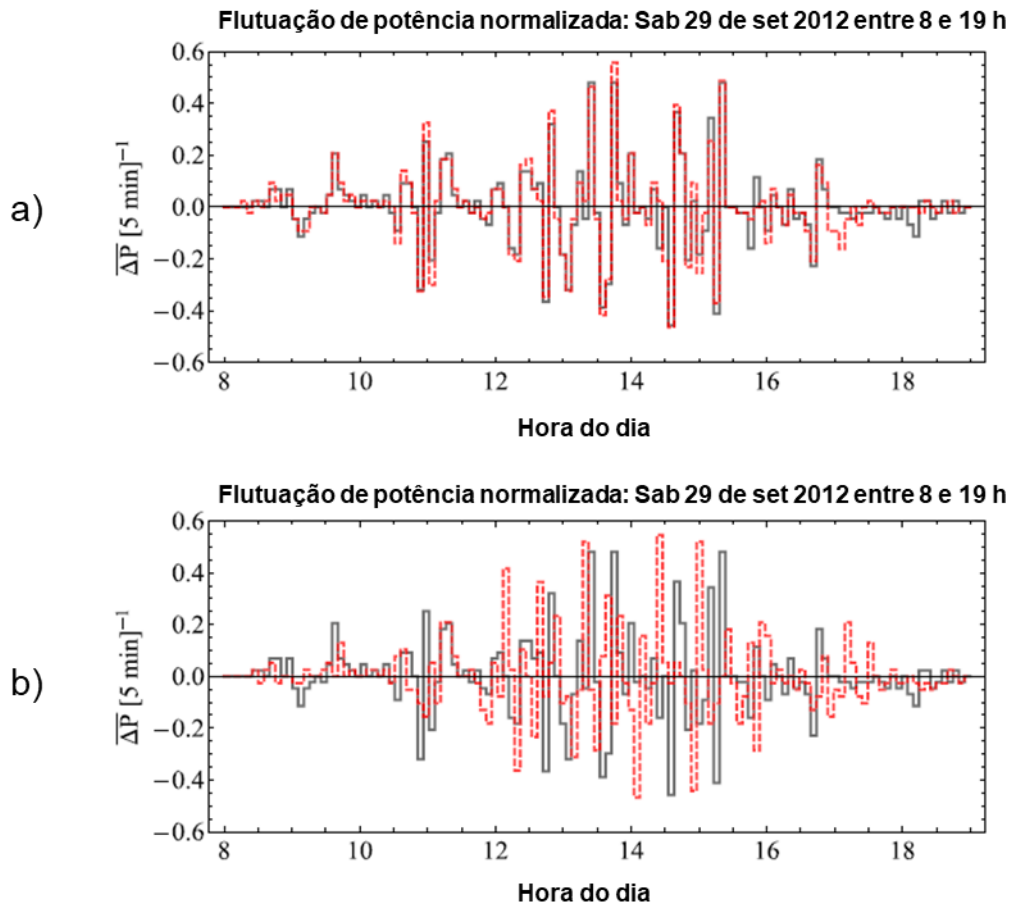 Flutuação de potência normalizada: Sab 29 de set 2012 entre 8 e 19 h
a)
ΔP [5 min]⁻¹
0.6
0.4
0.2
0.0
−0.2
−0.4
−0.6
8 10 12 14 16 18
Hora do dia
Flutuação de potência normalizada: Sab 29 de set 2012 entre 8 e 19 h
b)
ΔP [5 min]⁻¹
0.6
0.4
0.2
0.0
−0.2
−0.4
−0.6
8 10 12 14 16 18
Hora do dia